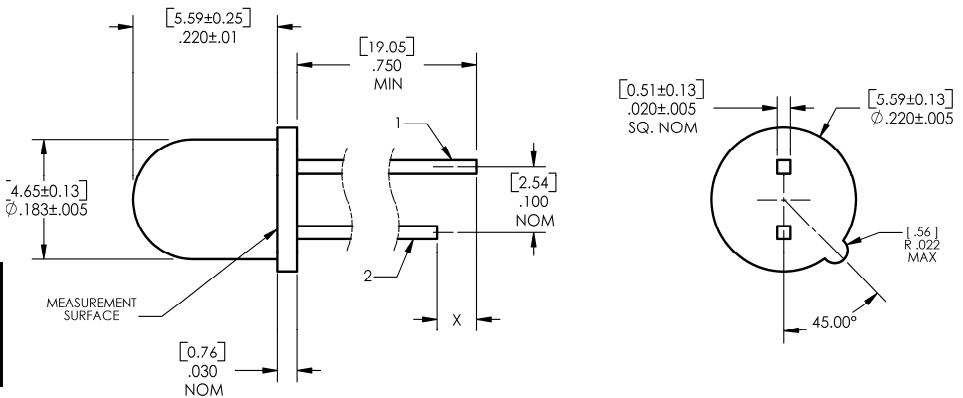 [5.59±0.25]
.220±.01
[19.05]
.750
MIN
1
[2.54]
.100
NOM
2
X
4.65±0.13]
∅.183±.005
MEASUREMENT
SURFACE
[0.76]
.030
NOM
[0.51±0.13]
.020±.005
SQ. NOM
[5.59±0.13]
∅.220±.005
[ .56 ]
R .022
MAX
45.00°